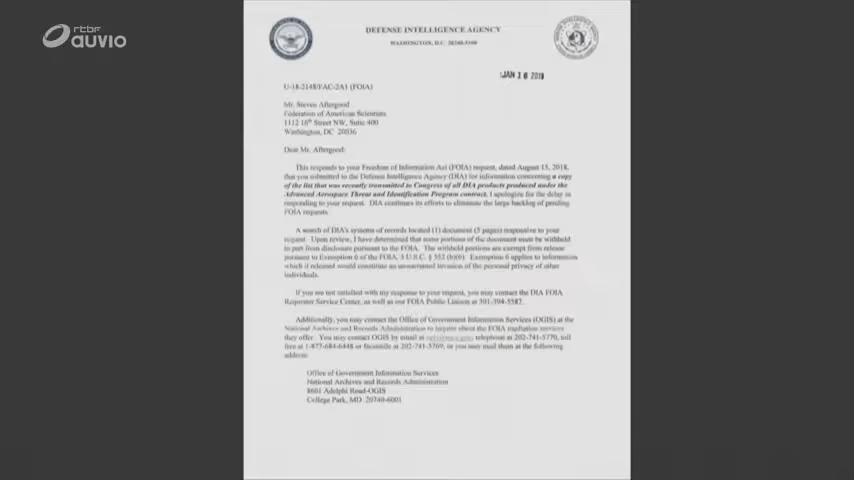 rtbf
auvio
DEFENSE INTELLIGENCE AGENCY
WASHINGTON, D.C. 20340-5100
JAN 16 2019
U-18-2148/FAC-2A1 (FOIA)
Mr. Steven Aftergood
Federation of American Scientists
1112 16th Street NW, Suite 400
Washington, DC 20036
Dear Mr. Aftergood:
This responds to your Freedom of Information Act (FOIA) request, dated August 15, 2018,
that you submitted to the Defense Intelligence Agency (DIA) for information concerning a copy
of the list that was recently transmitted to Congress of all DIA products produced under the
Advanced Aerospace Threat and Identification Program contract. I apologize for the delay in
responding to your request. DIA continues its efforts to eliminate the large backlog of pending
FOIA requests.
A search of DIA's systems of records located (1) document (5 pages) responsive to your
request. Upon review, I have determined that some portions of the document must be withheld
in part from disclosure pursuant to the FOIA. The withheld portions are exempt from release
pursuant to Exemption 6 of the FOIA, 5 U.S.C. § 552 (b)(6). Exemption 6 applies to information
which if released would constitute an unwarranted invasion of the personal privacy of other
individuals.
If you are not satisfied with my response to your request, you may contact the DIA FOIA
Requester Service Center, as well as our FOIA Public Liaison at 301-394-5587.
Additionally, you may contact the Office of Government Information Services (OGIS) at the
National Archives and Records Administration to inquire about the FOIA mediation services
they offer. You may contact OGIS by email at telephone at 202-741-5770, toll
free at 1-877-684-6448 or facsimile at 202-741-5769; or you may mail them at the following
address:
Office of Government Information Services
National Archives and Records Administration
8601 Adelphi Road-OGIS
College Park, MD 20740-6001